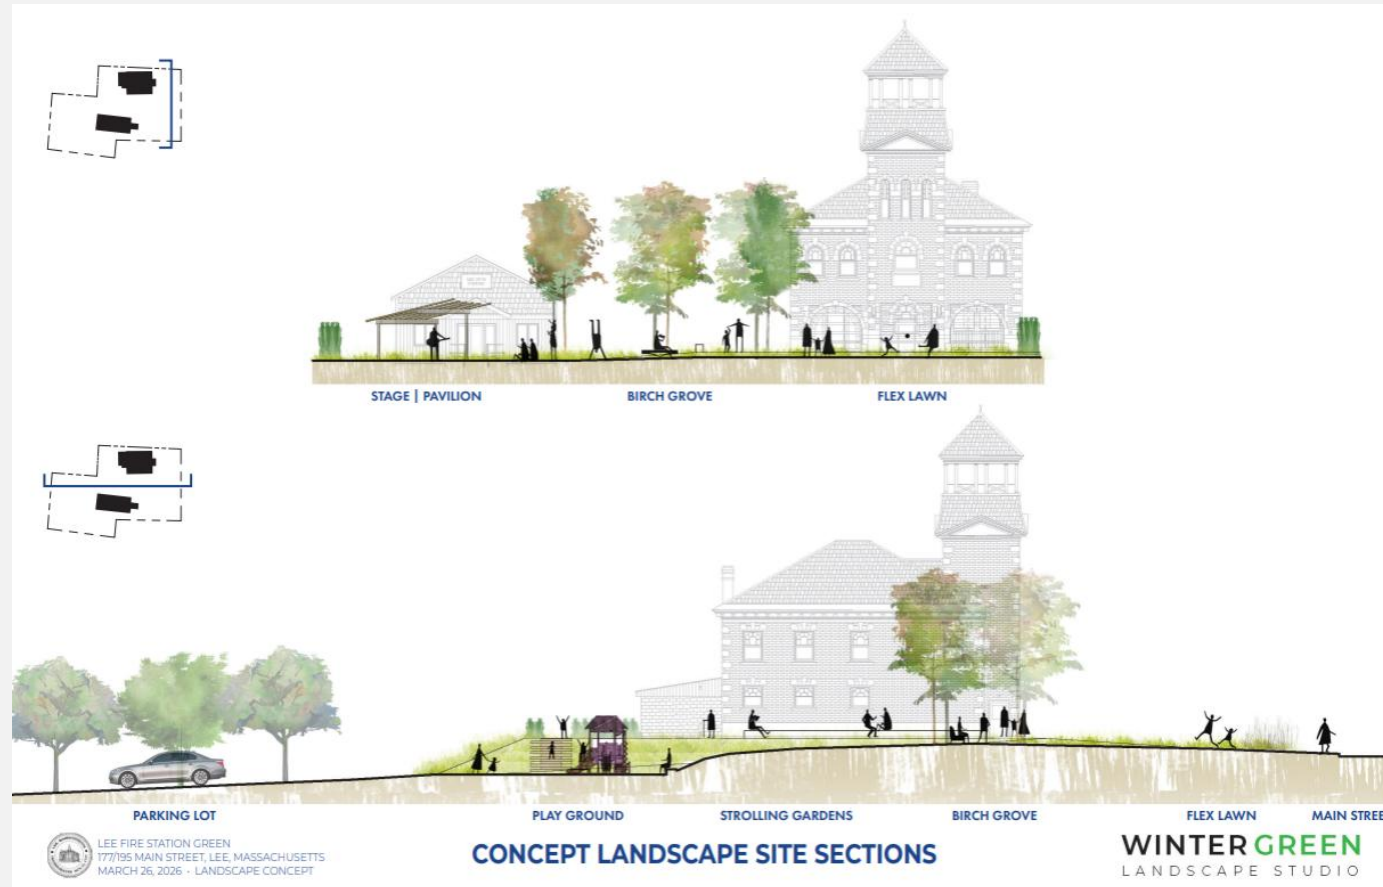 STAGE | PAVILION
BIRCH GROVE
FLEX LAWN
PARKING LOT
PLAY GROUND
STROLLING GARDENS
BIRCH GROVE
FLEX LAWN
MAIN STREE
LEE FIRE STATION GREEN
177/195 MAIN STREET, LEE, MASSACHUSETTS
MARCH 26, 2026 - LANDSCAPE CONCEPT
CONCEPT LANDSCAPE SITE SECTIONS
WINTERGREEN
LANDSCAPE STUDIO